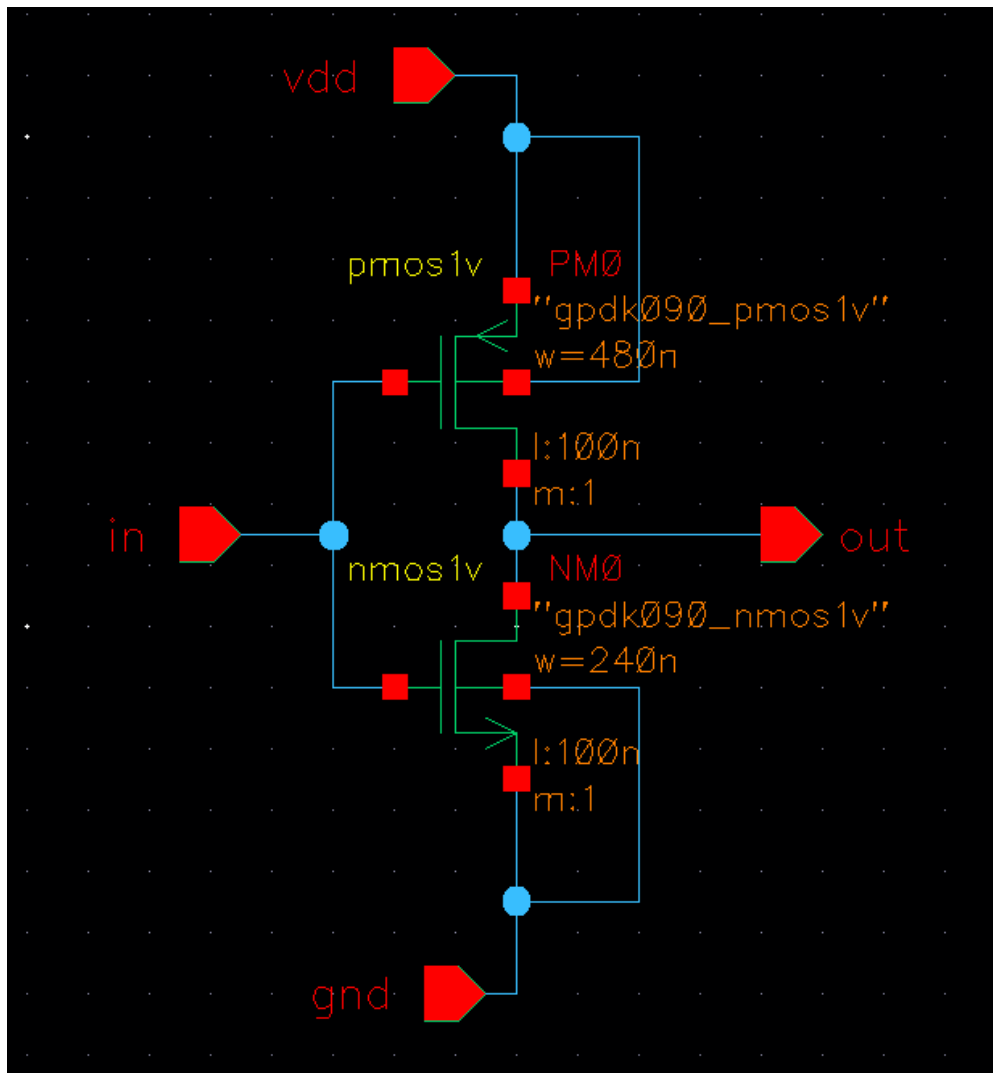 vdd
pmos1v PM0
"gpdk090_pmos1v"
w=480n
l:100n
m:1
in
out
nmos1v NM0
"gpdk090_nmos1v"
w=240n
l:100n
m:1
gnd